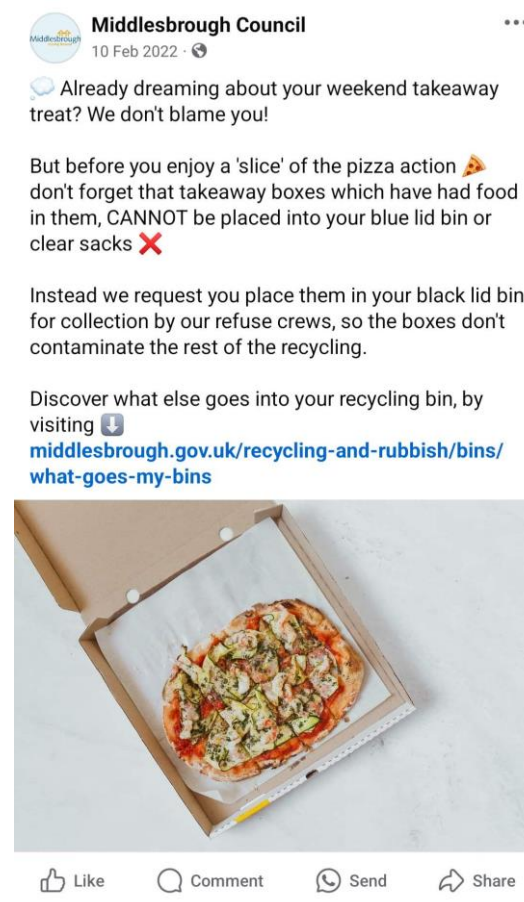 Middlesbrough
Middlesbrough Council
10 Feb 2022 ·
Already dreaming about your weekend takeaway
treat? We don't blame you!
But before you enjoy a 'slice' of the pizza action 🍕
don't forget that takeaway boxes which have had food
in them, CANNOT be placed into your blue lid bin or
clear sacks ❌
Instead we request you place them in your black lid bin
for collection by our refuse crews, so the boxes don't
contaminate the rest of the recycling.
Discover what else goes into your recycling bin, by
visiting ⬇️
middlesbrough.gov.uk/recycling-and-rubbish/bins/
what-goes-my-bins
Like Comment Send Share